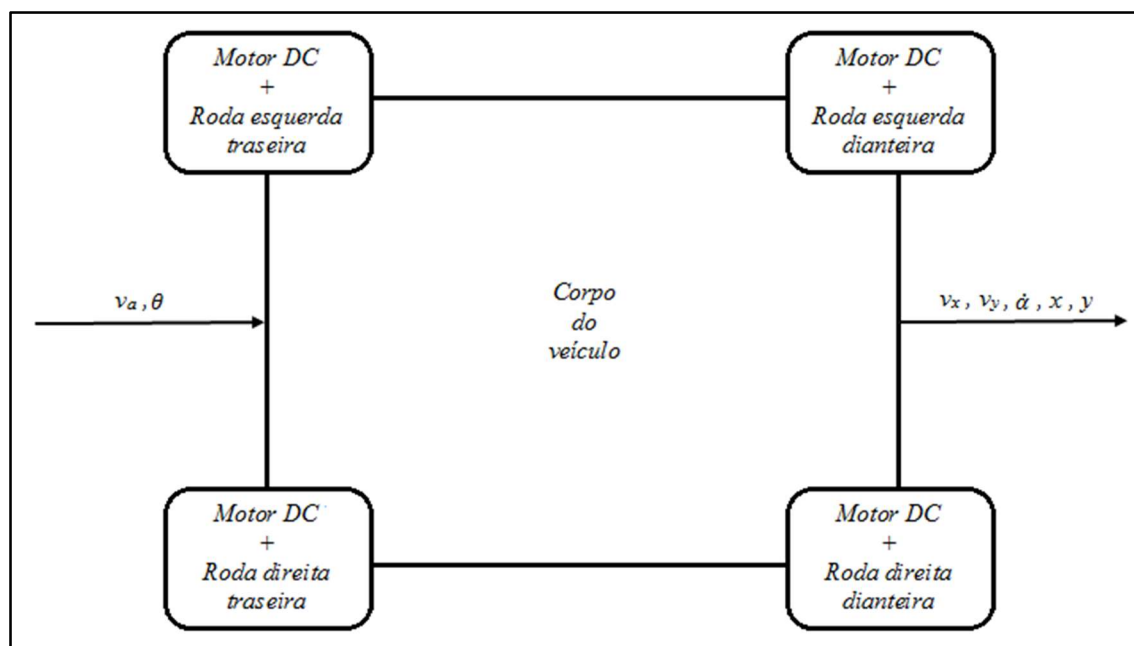 Motor DC
+
Roda esquerda
traseira
Motor DC
+
Roda esquerda
dianteira
vₐ , θ
Corpo
do
veículo
vₓ , v_y , α̇ , x , y
Motor DC
+
Roda direita
traseira
Motor DC
+
Roda direita
dianteira